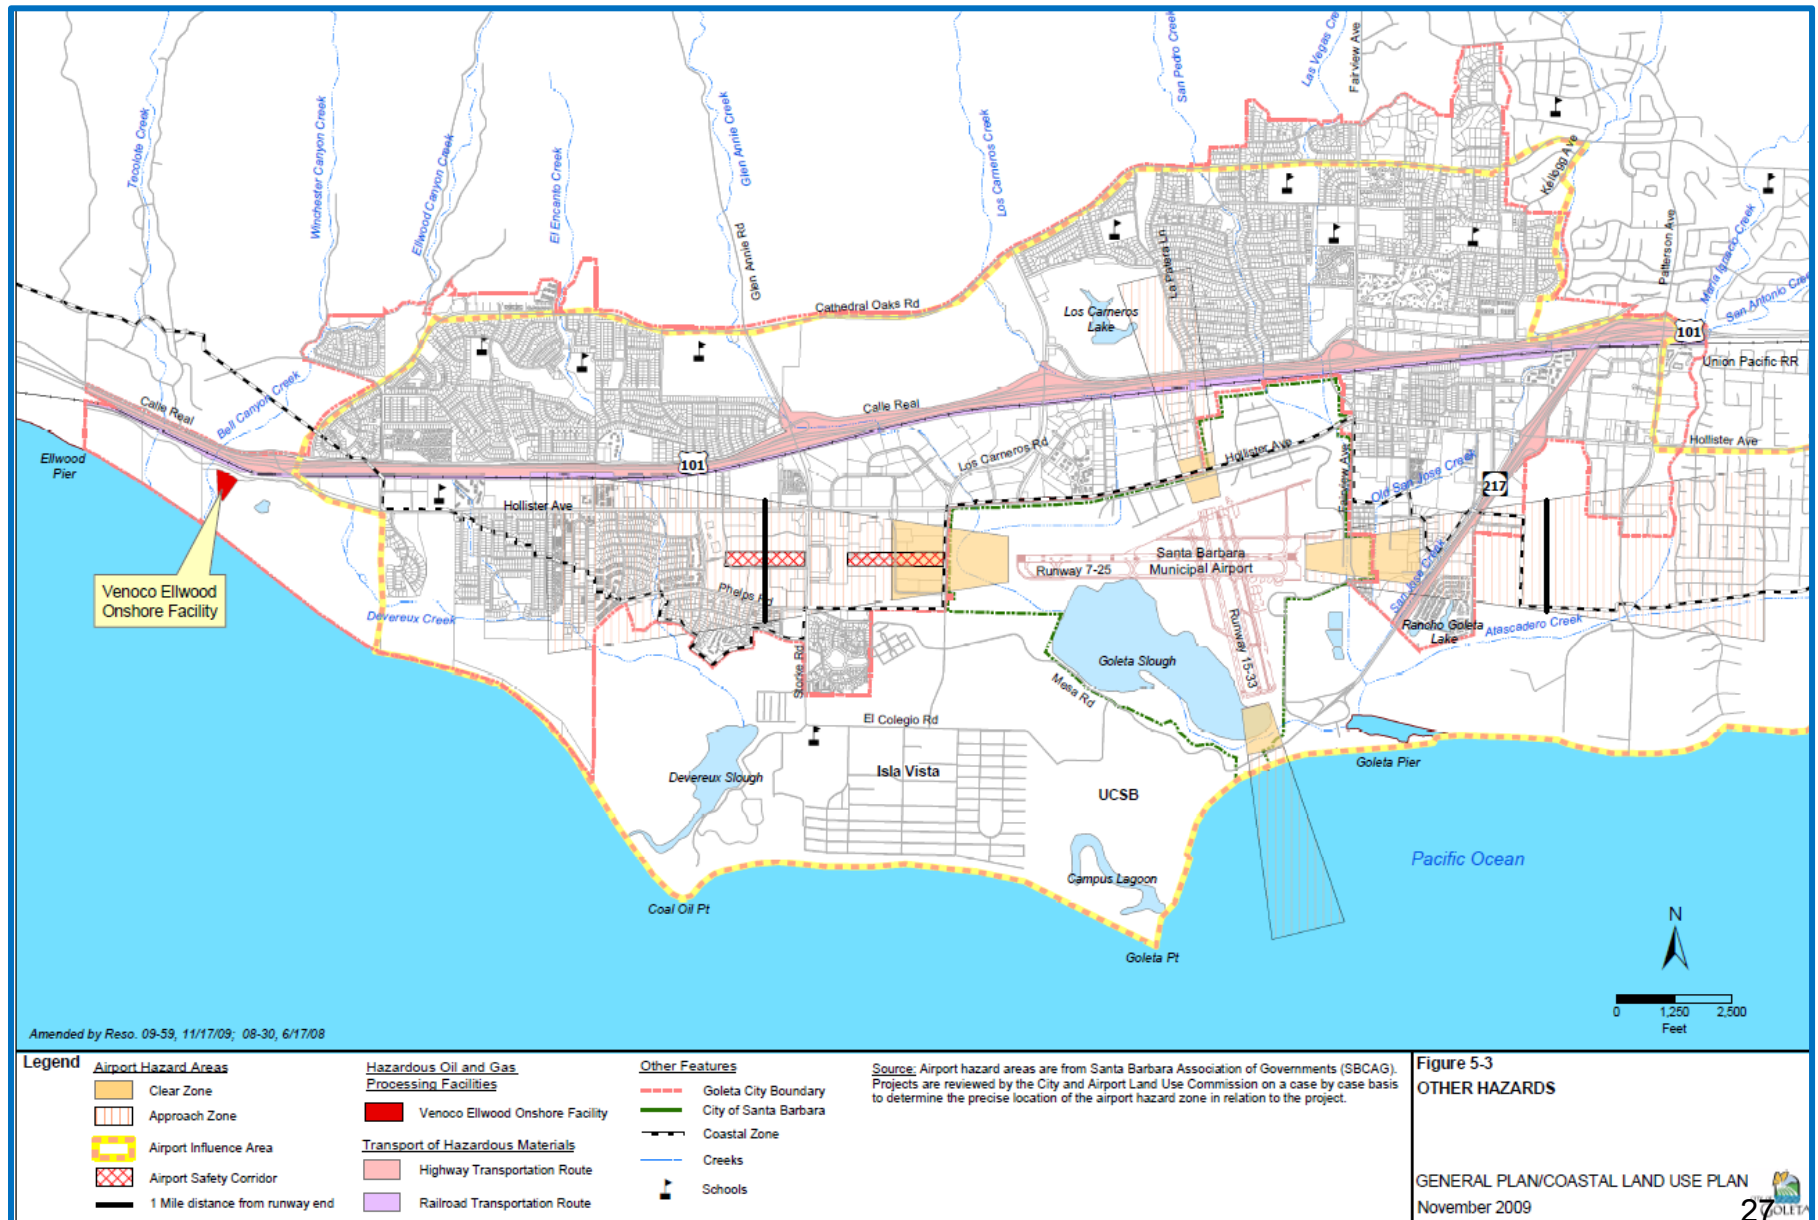 Tecolote Creek
Winchester Canyon Creek
Ellwood Canyon Creek
El Encanto Creek
Glen Annie Creek
Glen Annie Rd
Los Carneros Creek
San Pedro Creek
Las Vegas Cre
Fairview Ave
Kellogg Ave
Patterson Ave
Maria Ignacio Creek
San Antonio Cree
La Patera Ln
Cathedral Oaks Rd
Los Carneros
Lake
101
Union Pacific RR
Calle Real
Bell Canyon Creek
Calle Real
Ellwood
Pier
101
Los Carneros Rd
Hollister Ave
Hollister Ave
Fairview Ave
Old San Jose Creek
217
Hollister Ave
Venoco Ellwood
Onshore Facility
Santa Barbara
Municipal Airport
Runway 7-25
Phelps Rd
Devereux Creek
San Jose Creek
Rancho Goleta
Lake
Atascadero Creek
Runway 15-33
Goleta Slough
Mesa Rd
Storke Rd
El Colegio Rd
Devereux Slough
Isla Vista
UCSB
Goleta Pier
Campus Lagoon
Pacific Ocean
Coal Oil Pt
Goleta Pt
N
0 1,250 2,500
Feet
Amended by Reso. 09-59, 11/17/09; 08-30, 6/17/08
Legend
Airport Hazard Areas
Clear Zone
Approach Zone
Airport Influence Area
Airport Safety Corridor
1 Mile distance from runway end
Hazardous Oil and Gas
Processing Facilities
Venoco Ellwood Onshore Facility
Transport of Hazardous Materials
Highway Transportation Route
Railroad Transportation Route
Other Features
Goleta City Boundary
City of Santa Barbara
Coastal Zone
Creeks
Schools
Source: Airport hazard areas are from Santa Barbara Association of Governments (SBCAG).
Projects are reviewed by the City and Airport Land Use Commission on a case by case basis
to determine the precise location of the airport hazard zone in relation to the project.
Figure 5-3
OTHER HAZARDS
GENERAL PLAN/COASTAL LAND USE PLAN
November 2009
27
GOLETA